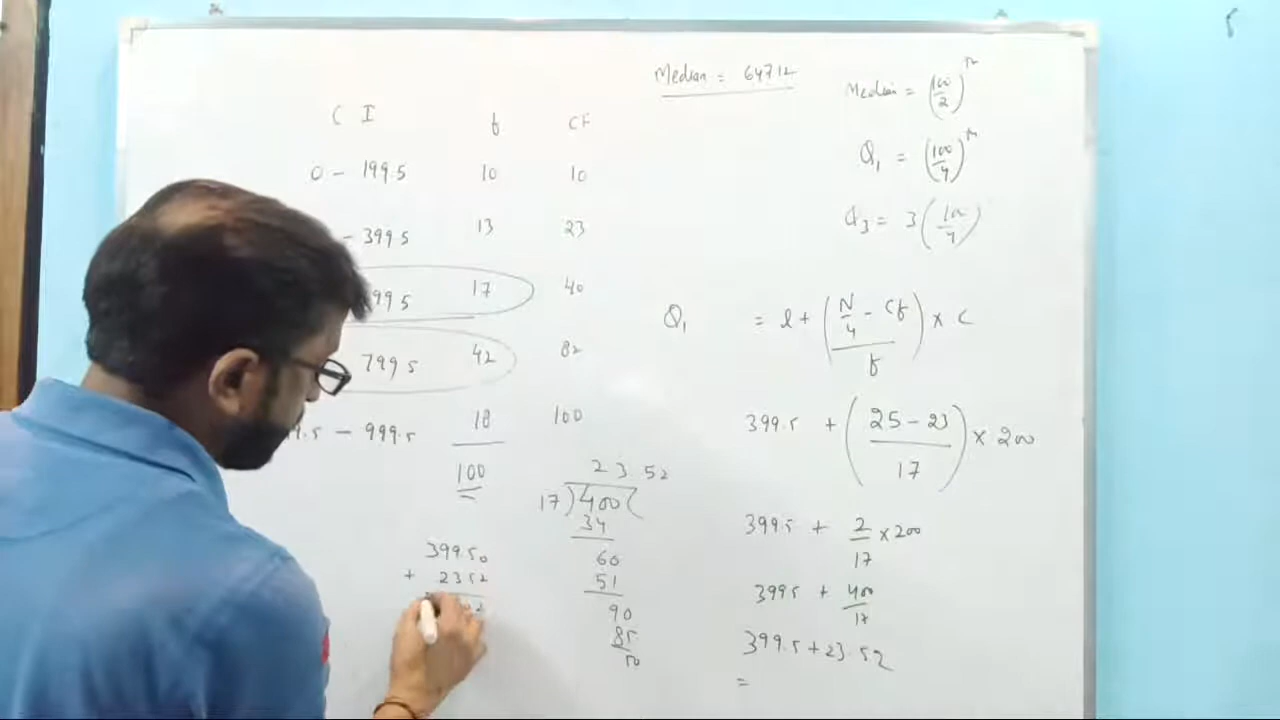 Median = 647.12
C I f CF
0 - 199.5 10 10
- 399.5 13 23
99.5 17 40
799.5 42 82
9.5 - 999.5 18 100
100
Median = (100/2)^th
Q₁ = (100/4)^th
Q₃ = 3(100/4)
Q₁ = l + ((N/4 - Cf)/f) × C
399.5 + ((25 - 23)/17) × 200
399.5 + 2/17 × 200
399.5 + 400/17
399.5 + 23.52
=
23 52
17) 400 (
34
60
51
90
85
50
399.50
+ 23.52
2